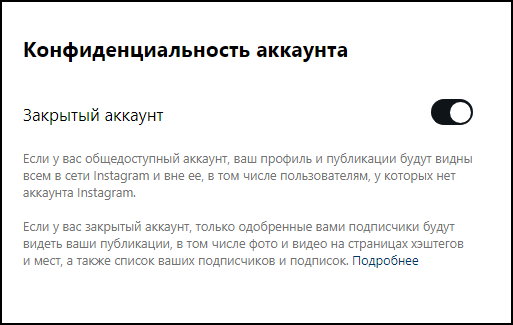 Конфиденциальность аккаунта
Закрытый аккаунт
Если у вас общедоступный аккаунт, ваш профиль и публикации будут видны
всем в сети Instagram и вне ее, в том числе пользователям, у которых нет
аккаунта Instagram.
Если у вас закрытый аккаунт, только одобренные вами подписчики будут
видеть ваши публикации, в том числе фото и видео на страницах хэштегов
и мест, а также список ваших подписчиков и подписок. Подробнее